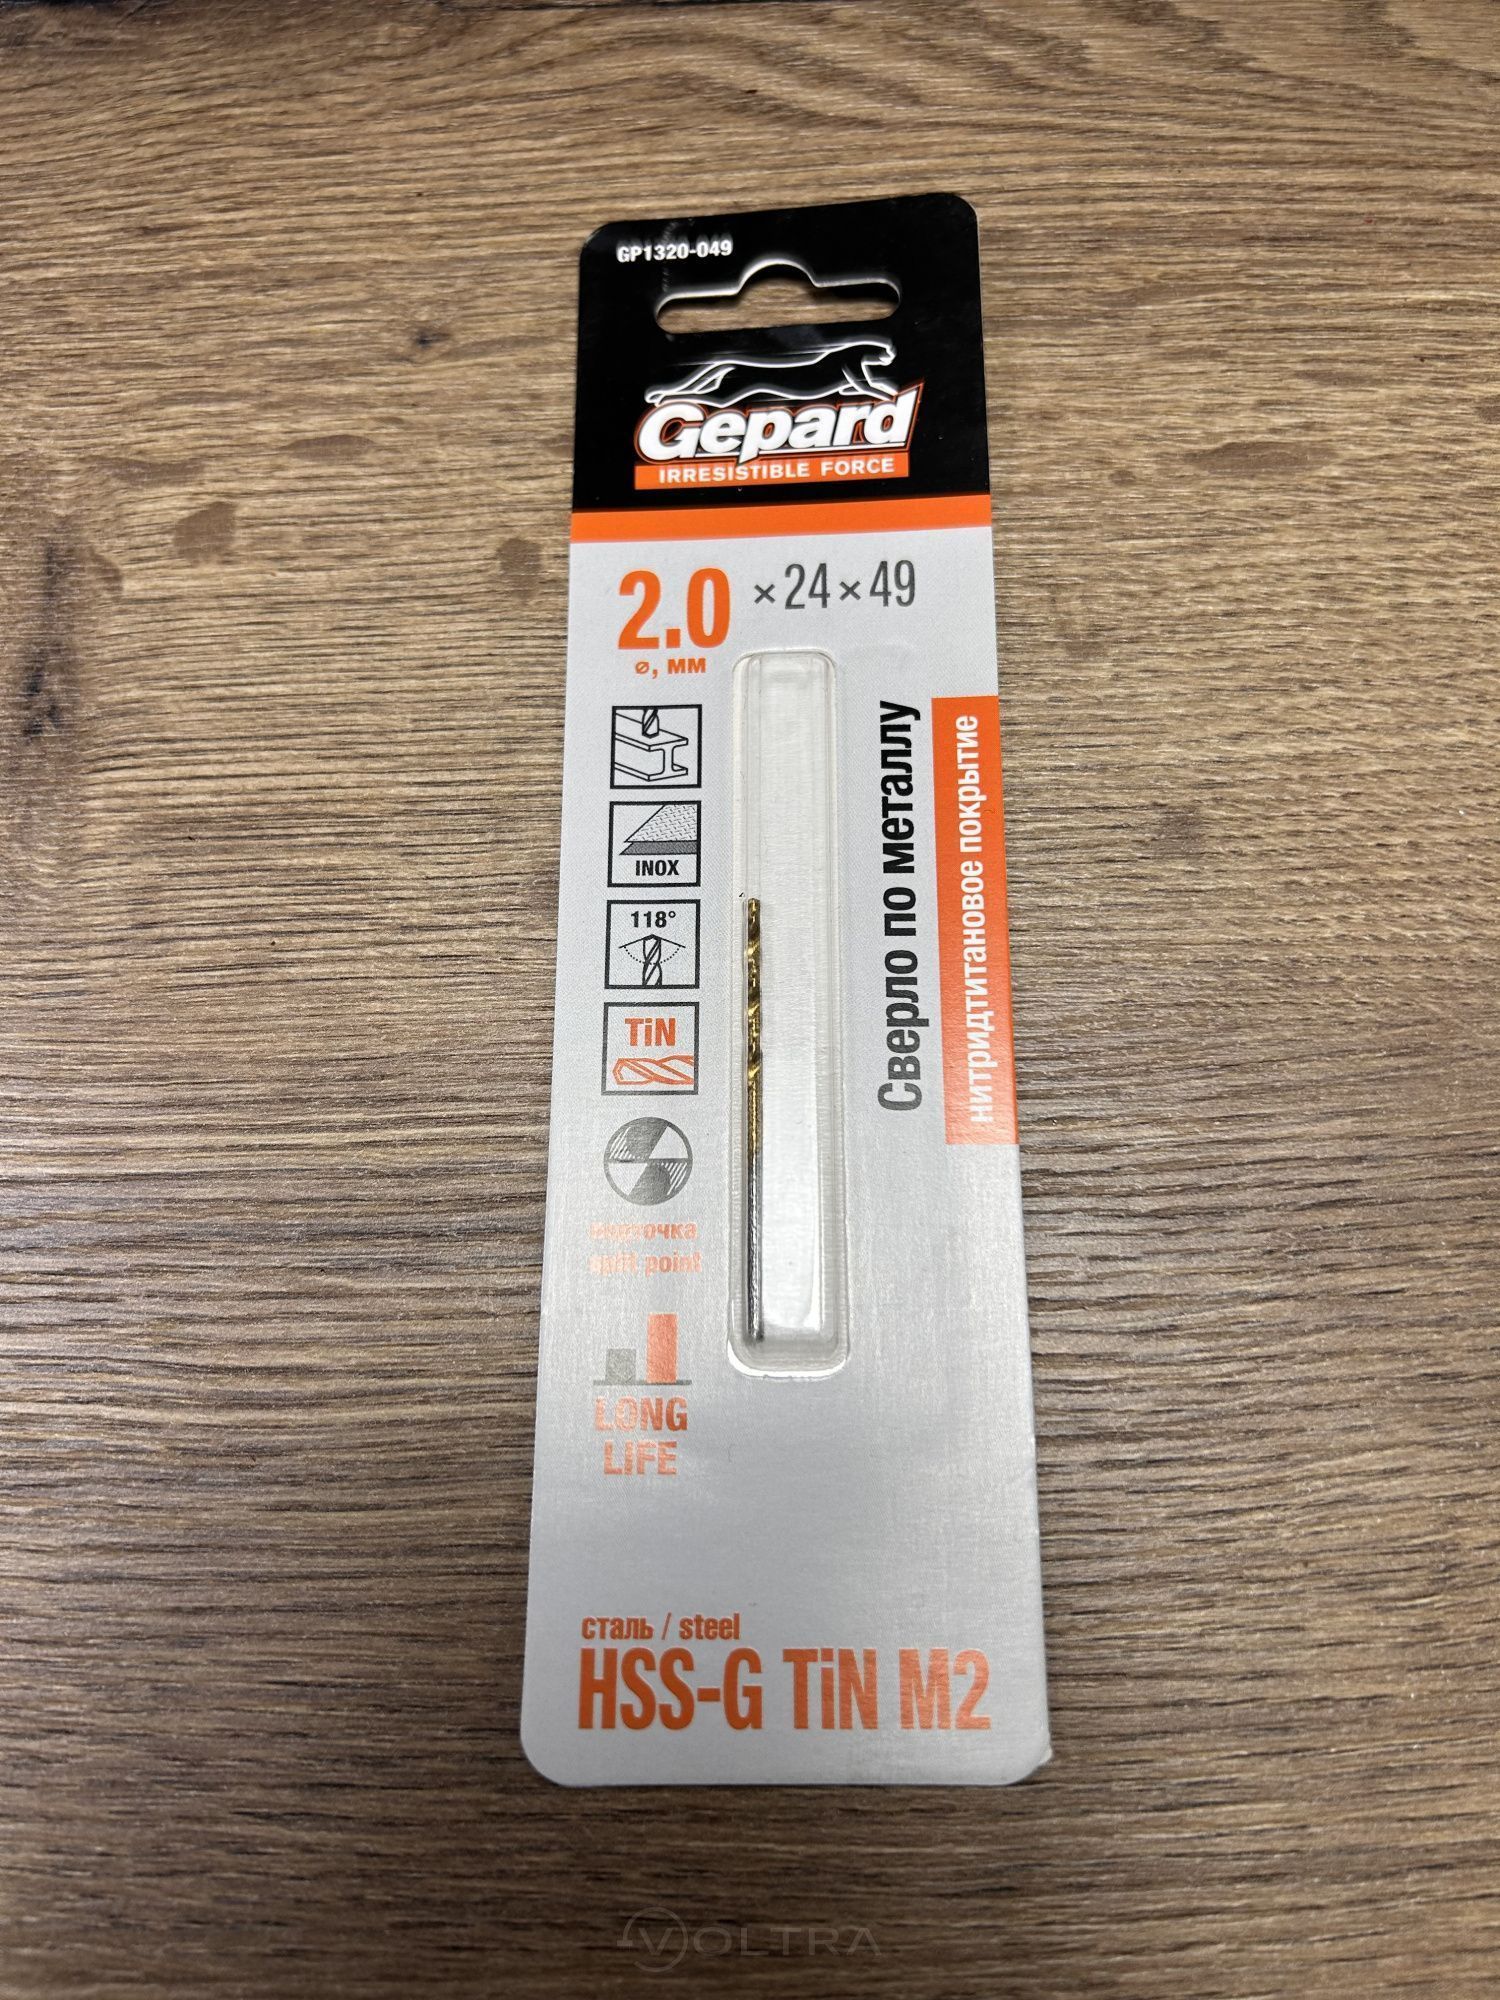 GP1320-049
Gepard
IRRESISTIBLE FORCE
2.0 × 24 × 49
⌀, ММ
INOX
118°
TiN
split point
LONG
LIFE
Сверло по металлу
нитридтитановое покрытие
сталь / steel
HSS-G TiN M2
VOLTRA